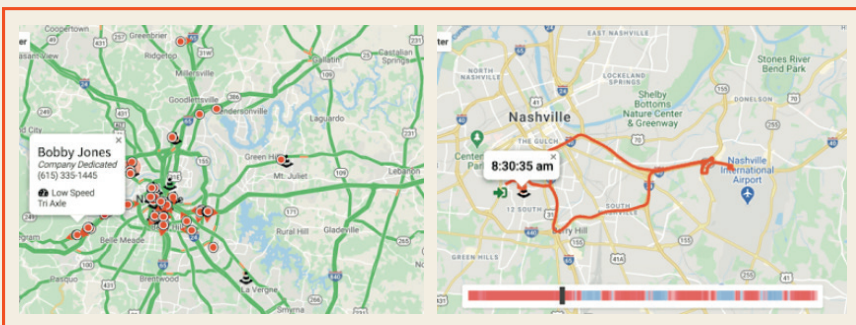 Coopertown
Greenbrier
Ridgetop
Millersville
Goodlettsville
Hendersonville
Gallatin
Castalian
Springs
Laguardo
Green Hill
Mt. Juliet
Lebanon
Bobby Jones
Company Dedicated
(615) 335-1445
Low Speed
Tri Axle
Belle Meade
Rural Hill
Gladeville
Pasquo
Brentwood
La Vergne
Smyrna
EAST NASHVILLE
NORTH
NASHVILLE
LOCKELAND
SPRINGS
Stones River
Bend Park
Shelby
Bottoms
Nature Center
& Greenway
DONELSON
Nashville
THE GULCH
8:30:35 am
Nashville
International
Airport
12 SOUTH
SOUTH
GREEN HILLS